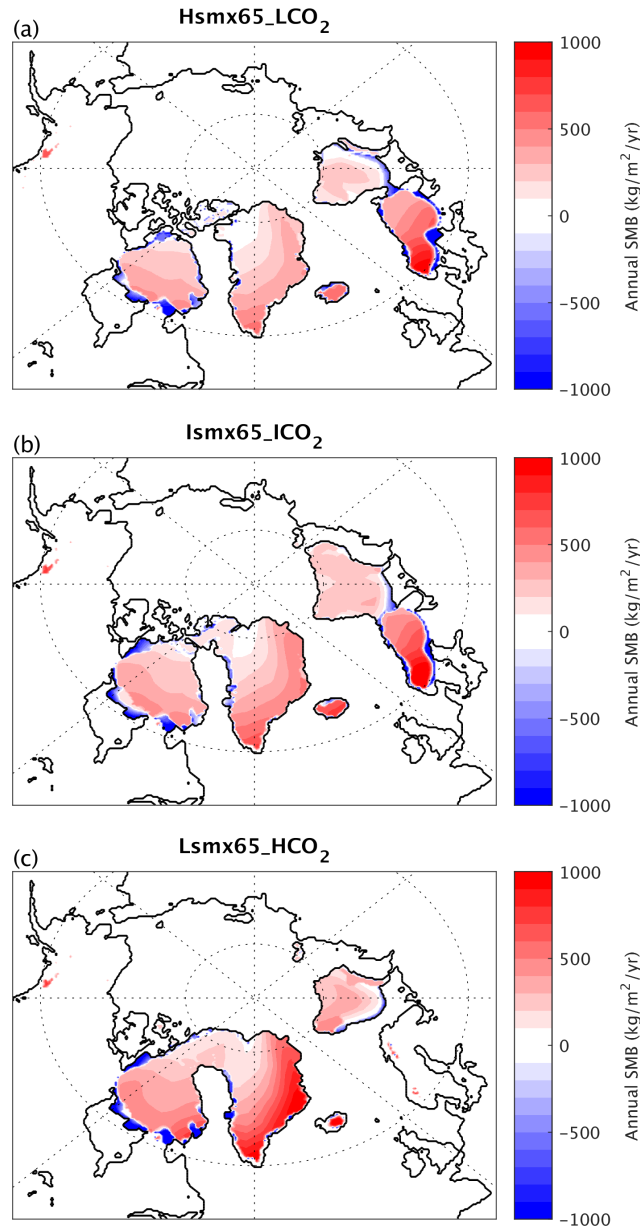 (a)
Hsmx65_LCO2
1000
500
0
−500
−1000
Annual SMB (kg/m²/yr)
(b)
Ismx65_ICO2
1000
500
0
−500
−1000
Annual SMB (kg/m²/yr)
(c)
Lsmx65_HCO2
1000
500
0
−500
−1000
Annual SMB (kg/m²/yr)